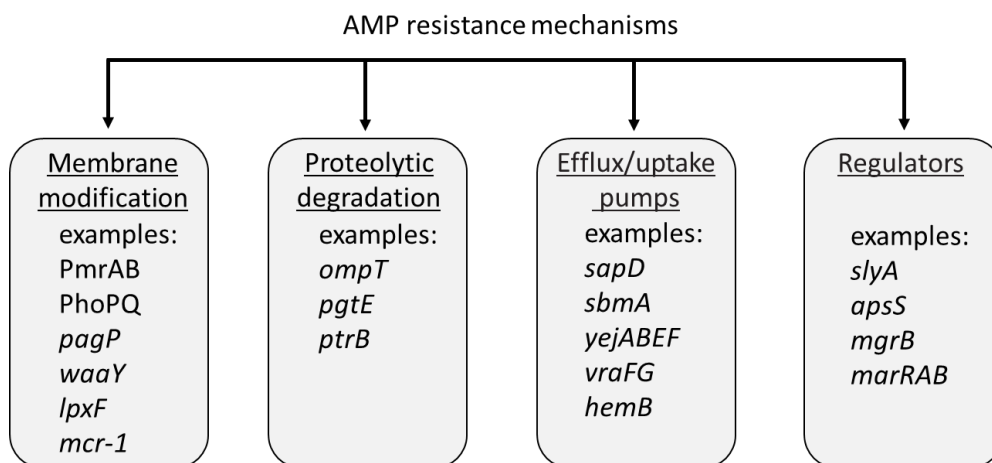 AMP resistance mechanisms
Membrane
modification
examples:
PmrAB
PhoPQ
pagP
waaY
lpxF
mcr-1
Proteolytic
degradation
examples:
ompT
pgtE
ptrB
Efflux/uptake
pumps
examples:
sapD
sbmA
yejABEF
vraFG
hemB
Regulators
examples:
slyA
apsS
mgrB
marRAB